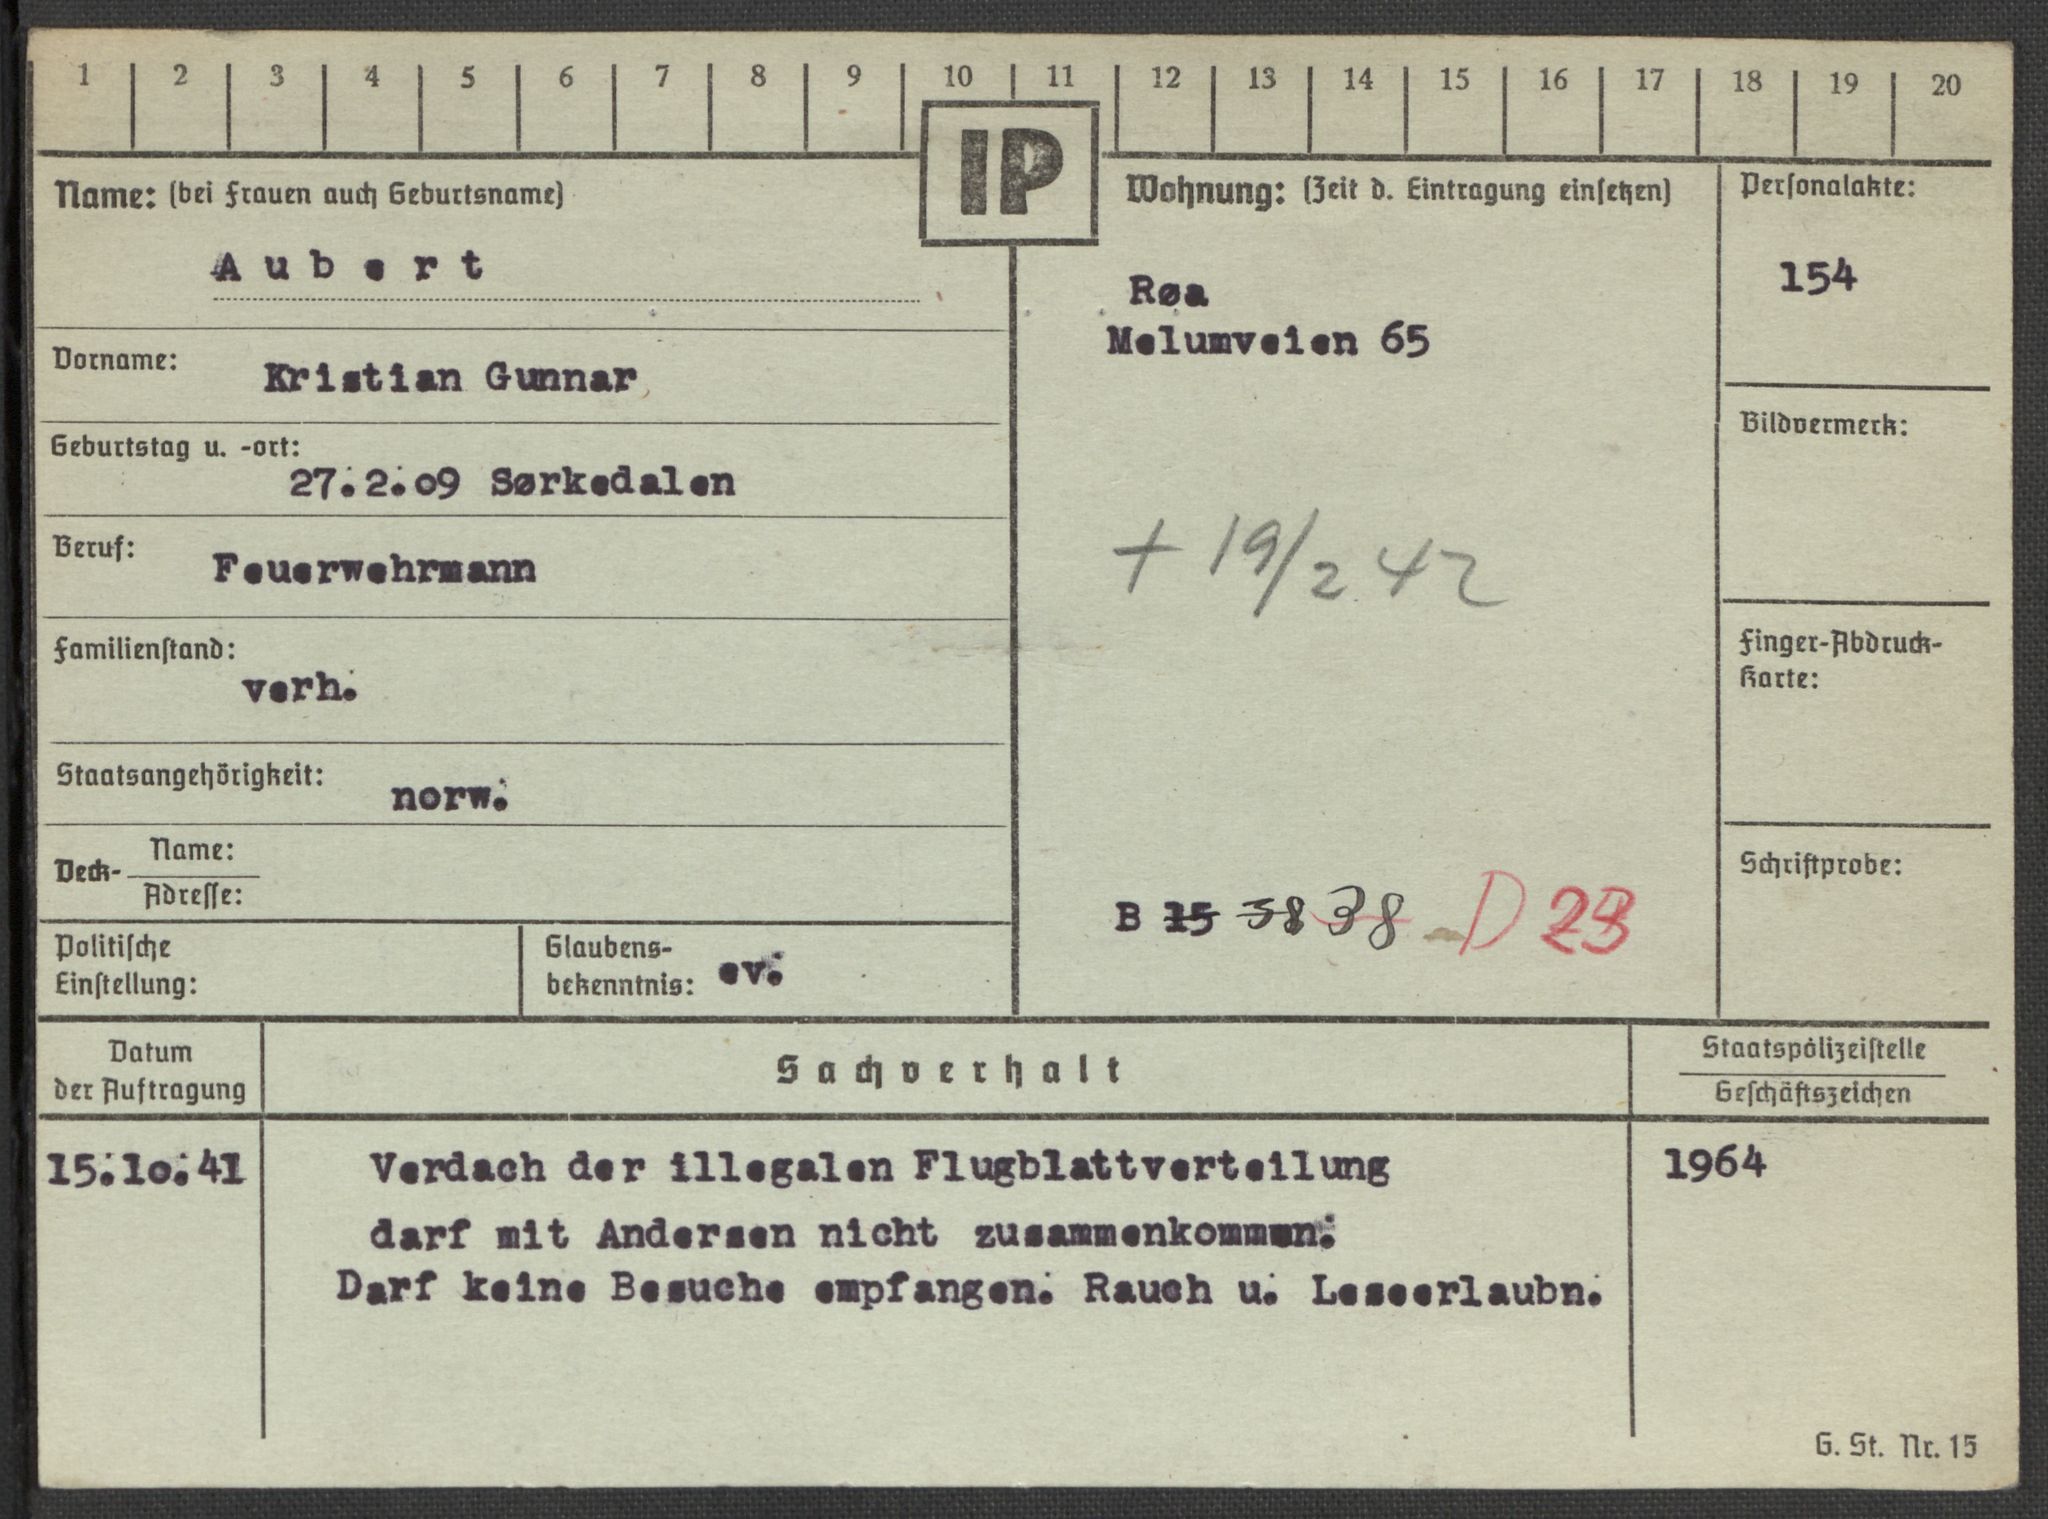 1 2 3 4 5 6 7 8 9 10 11 12 13 14 15 16 17 18 19 20
IP
Name: (bei Frauen auch Geburtsname)
Aubert
Vorname: Kristian Gunnar
Geburtstag u. -ort:
27.2.09 Sørkedalen
Beruf: Feuerwehrmann
Familienstand:
verh.
Staatsangehörigkeit: norw.
Deck- Name:
Adresse:
Politische
Einstellung:
Glaubens-
bekenntnis: ev.
Wohnung: (Zeit d. Eintragung einsetzen)
Røa
Melumveien 65
+ 19/2 42
B 15 38 38 D 23
Personalakte:
154
Bildvermerk:
Finger-Abdruck-
karte:
Schriftprobe:
Datum
der Auftragung
Sachverhalt
Staatspolizeistelle
Geschäftszeichen
15.10.41 Verdach der illegalen Flugblattverteilung 1964
darf mit Andersen nicht zusammenkommen.
Darf keine Besuche empfangen. Rauch u. Leseerlaubn.
G. St. Nr. 15